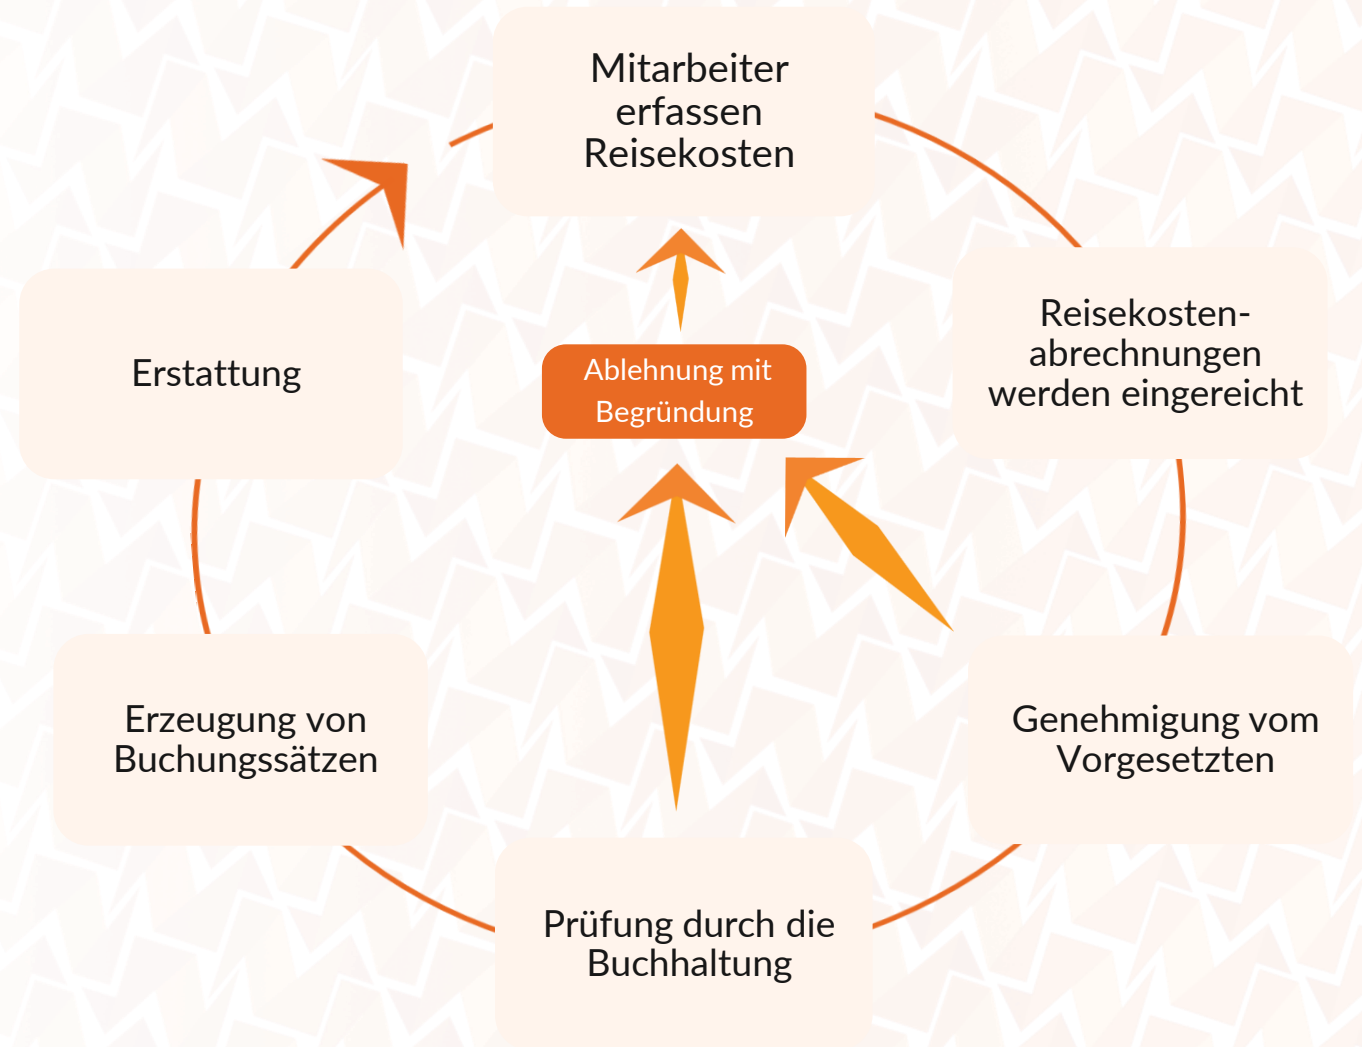 Mitarbeiter
erfassen
Reisekosten
Reisekosten-
abrechnungen
werden eingereicht
Genehmigung vom
Vorgesetzten
Prüfung durch die
Buchhaltung
Erzeugung von
Buchungssätzen
Erstattung
Ablehnung mit
Begründung